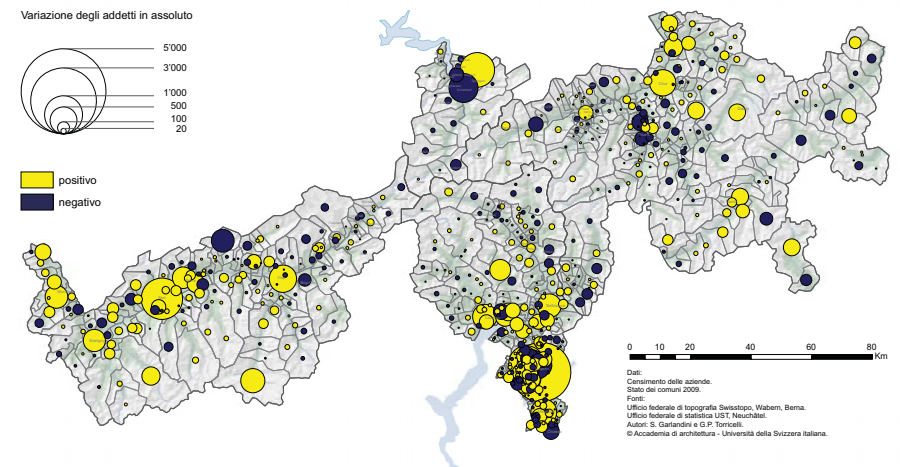 Variazione degli addetti in assoluto
5'000
3'000
1'000
500
100
20
positivo
negativo
0 10 20 40 60 80
Km
Dati:
Censimento delle aziende.
Stato dei comuni 2009.
Fonti:
Ufficio federale di topografia Swisstopo, Wabern, Berna.
Ufficio federale di statistica UST, Neuchâtel.
Autori: S. Garlandini e G.P. Torricelli.
© Accademia di architettura - Università della Svizzera italiana.